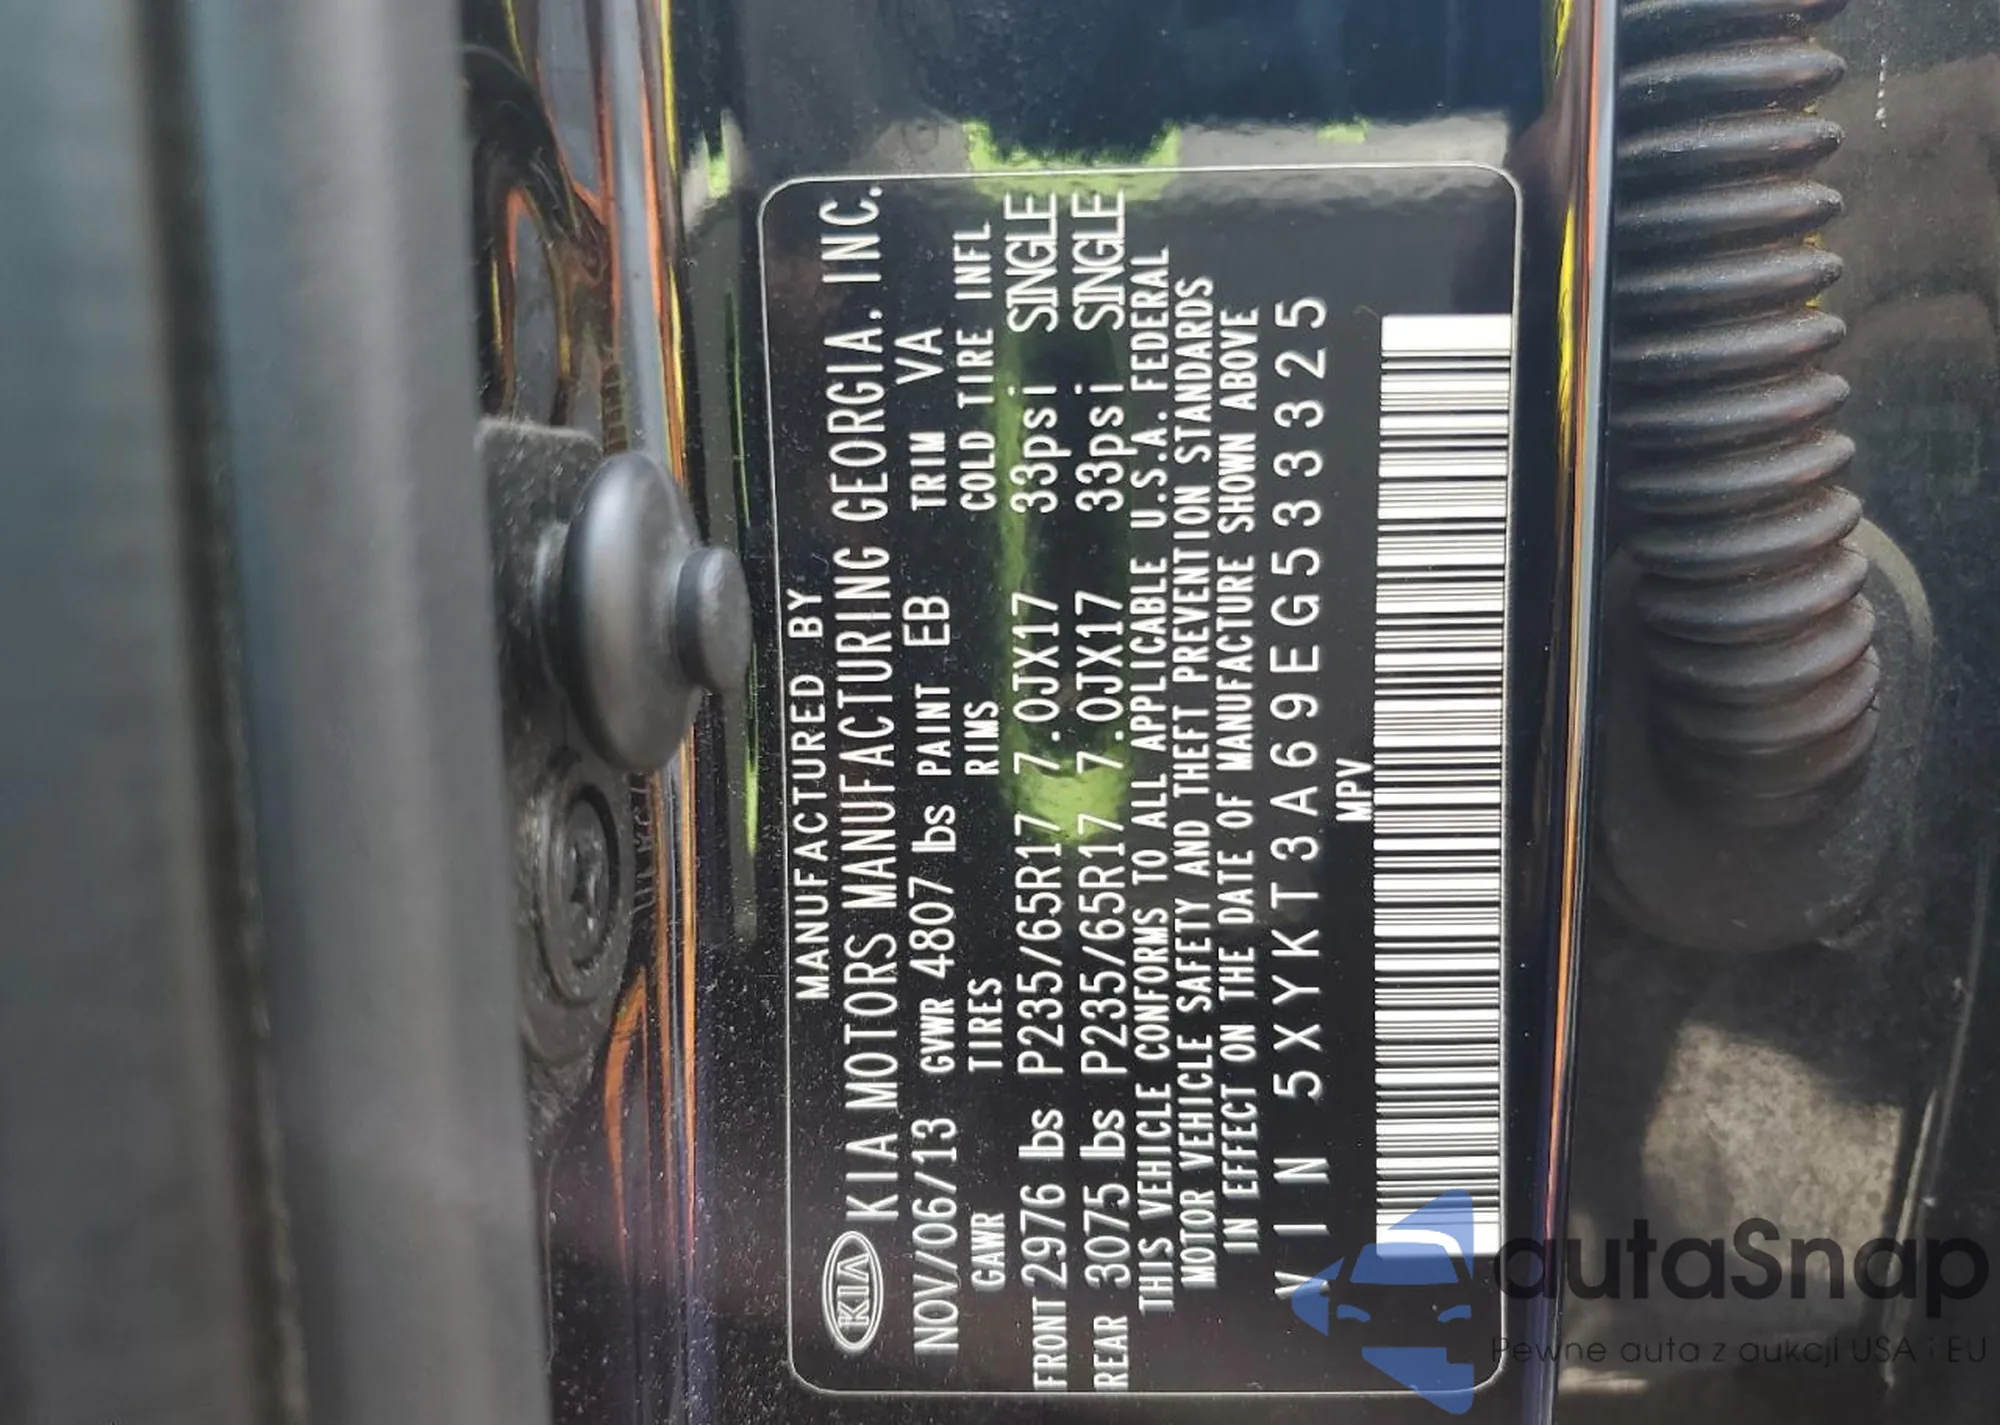 MANUFACTURED BY
KIA KIA MOTORS MANUFACTURING GEORGIA, INC.
NOV/06/13 GVWR 4807 lbs PAINT EB TRIM VA
GAWR TIRES RIMS COLD TIRE INFL
FRONT 2976 lbs P235/65R17 7.0JX17 33psi SINGLE
REAR 3075 lbs P235/65R17 7.0JX17 33psi SINGLE
THIS VEHICLE CONFORMS TO ALL APPLICABLE U.S.A. FEDERAL
MOTOR VEHICLE SAFETY AND THEFT PREVENTION STANDARDS
IN EFFECT ON THE DATE OF MANUFACTURE SHOWN ABOVE
VIN 5XYKT3A69EG533325
MPV
autaSnap
Pewne auta z aukcji USA i EU